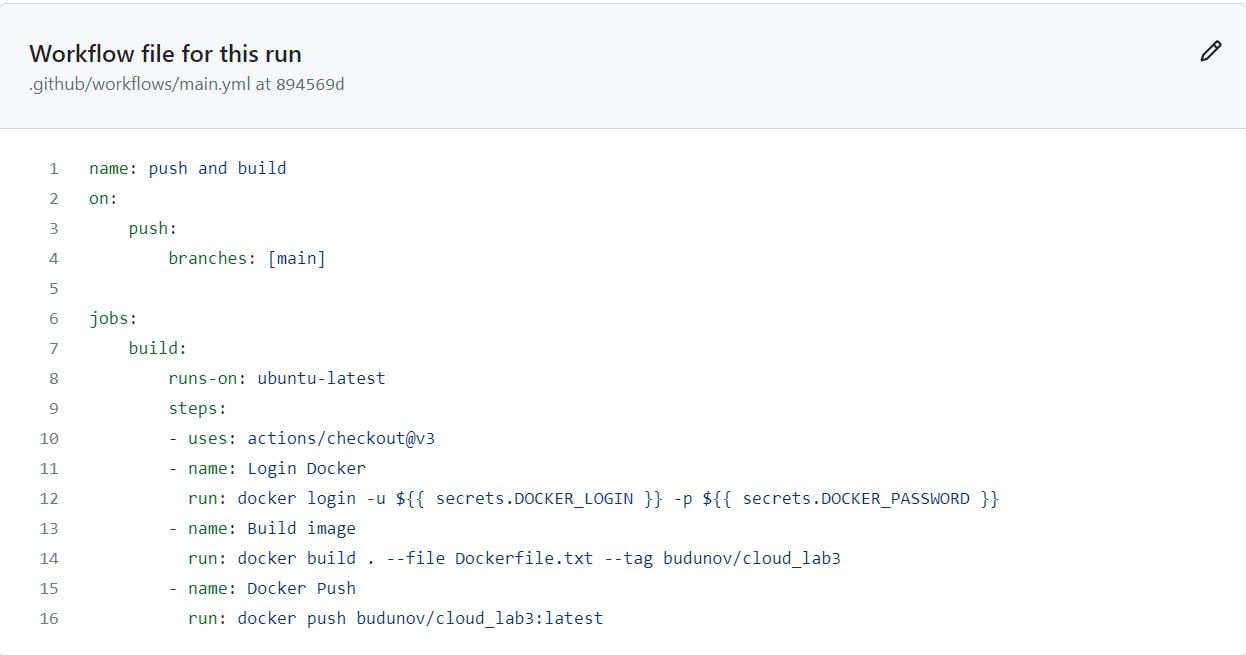 Workflow file for this run
.github/workflows/main.yml at 894569d
1 name: push and build
2 on:
3 push:
4 branches: [main]
5
6 jobs:
7 build:
8 runs-on: ubuntu-latest
9 steps:
10 - uses: actions/checkout@v3
11 - name: Login Docker
12 run: docker login -u ${{ secrets.DOCKER_LOGIN }} -p ${{ secrets.DOCKER_PASSWORD }}
13 - name: Build image
14 run: docker build . --file Dockerfile.txt --tag budunov/cloud_lab3
15 - name: Docker Push
16 run: docker push budunov/cloud_lab3:latest